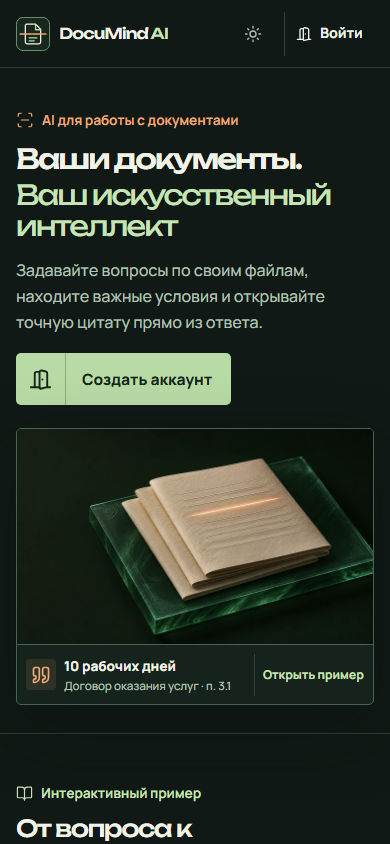 DocuMind AI
Войти
AI для работы с документами
Ваши документы.
Ваш искусственный
интеллект
Задавайте вопросы по своим файлам,
находите важные условия и открывайте
точную цитату прямо из ответа.
Создать аккаунт
10 рабочих дней
Договор оказания услуг · п. 3.1
Открыть пример
Интерактивный пример
От вопроса к